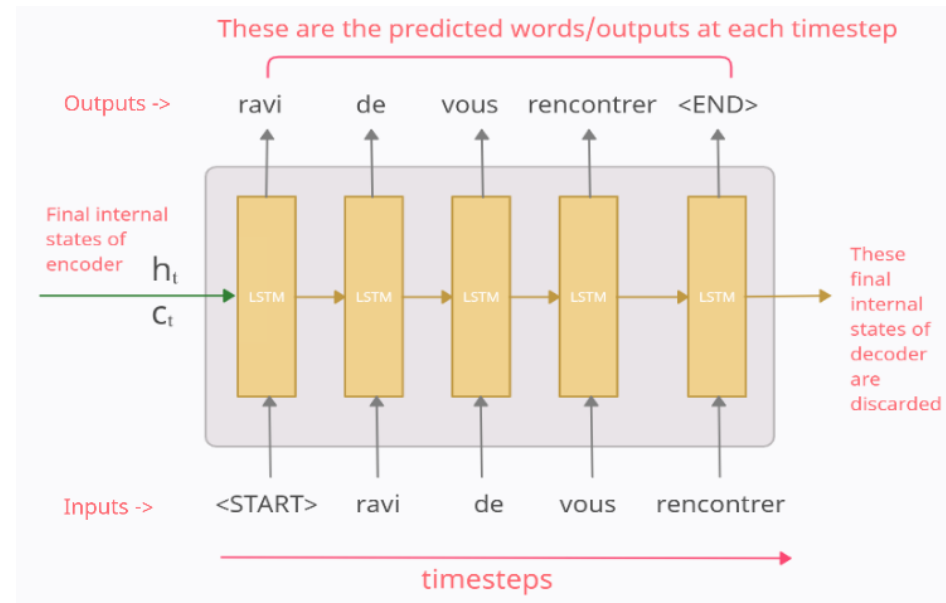 These are the predicted words/outputs at each timestep
Outputs -> ravi de vous rencontrer <END>
Final internal
states of
encoder
hₜ
cₜ
LSTM LSTM LSTM LSTM LSTM
These
final
internal
states of
decoder
are
discarded
Inputs -> <START> ravi de vous rencontrer
timesteps